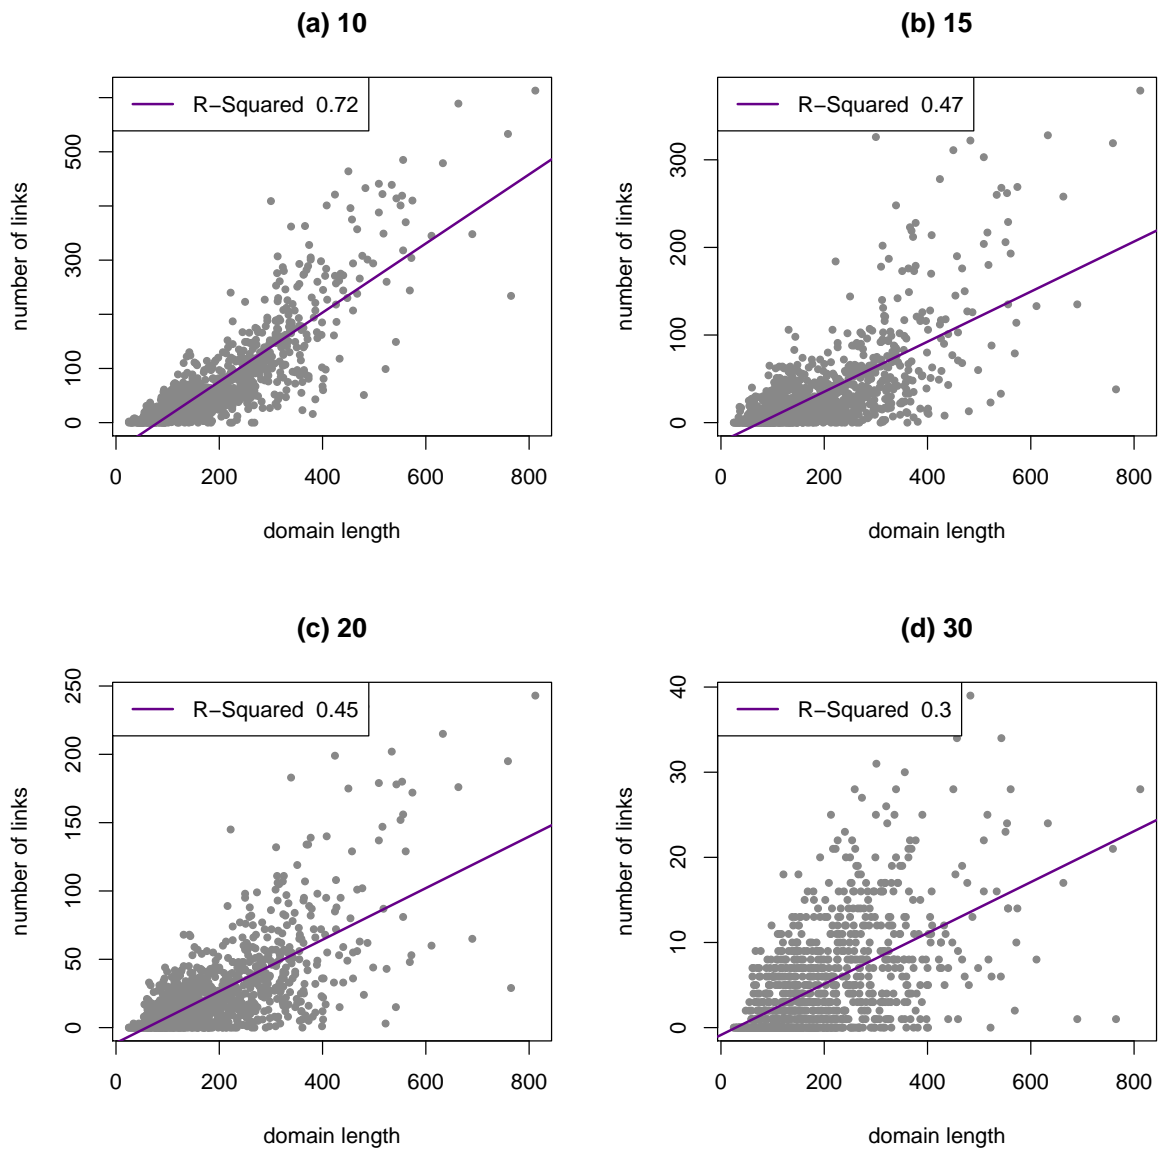 (a) 10
R−Squared 0.72
number of links
500
300
100
0
0 200 400 600 800
domain length
(b) 15
R−Squared 0.47
number of links
300
200
100
0
0 200 400 600 800
domain length
(c) 20
R−Squared 0.45
number of links
250
200
150
100
50
0
0 200 400 600 800
domain length
(d) 30
R−Squared 0.3
number of links
40
30
20
10
0
0 200 400 600 800
domain length